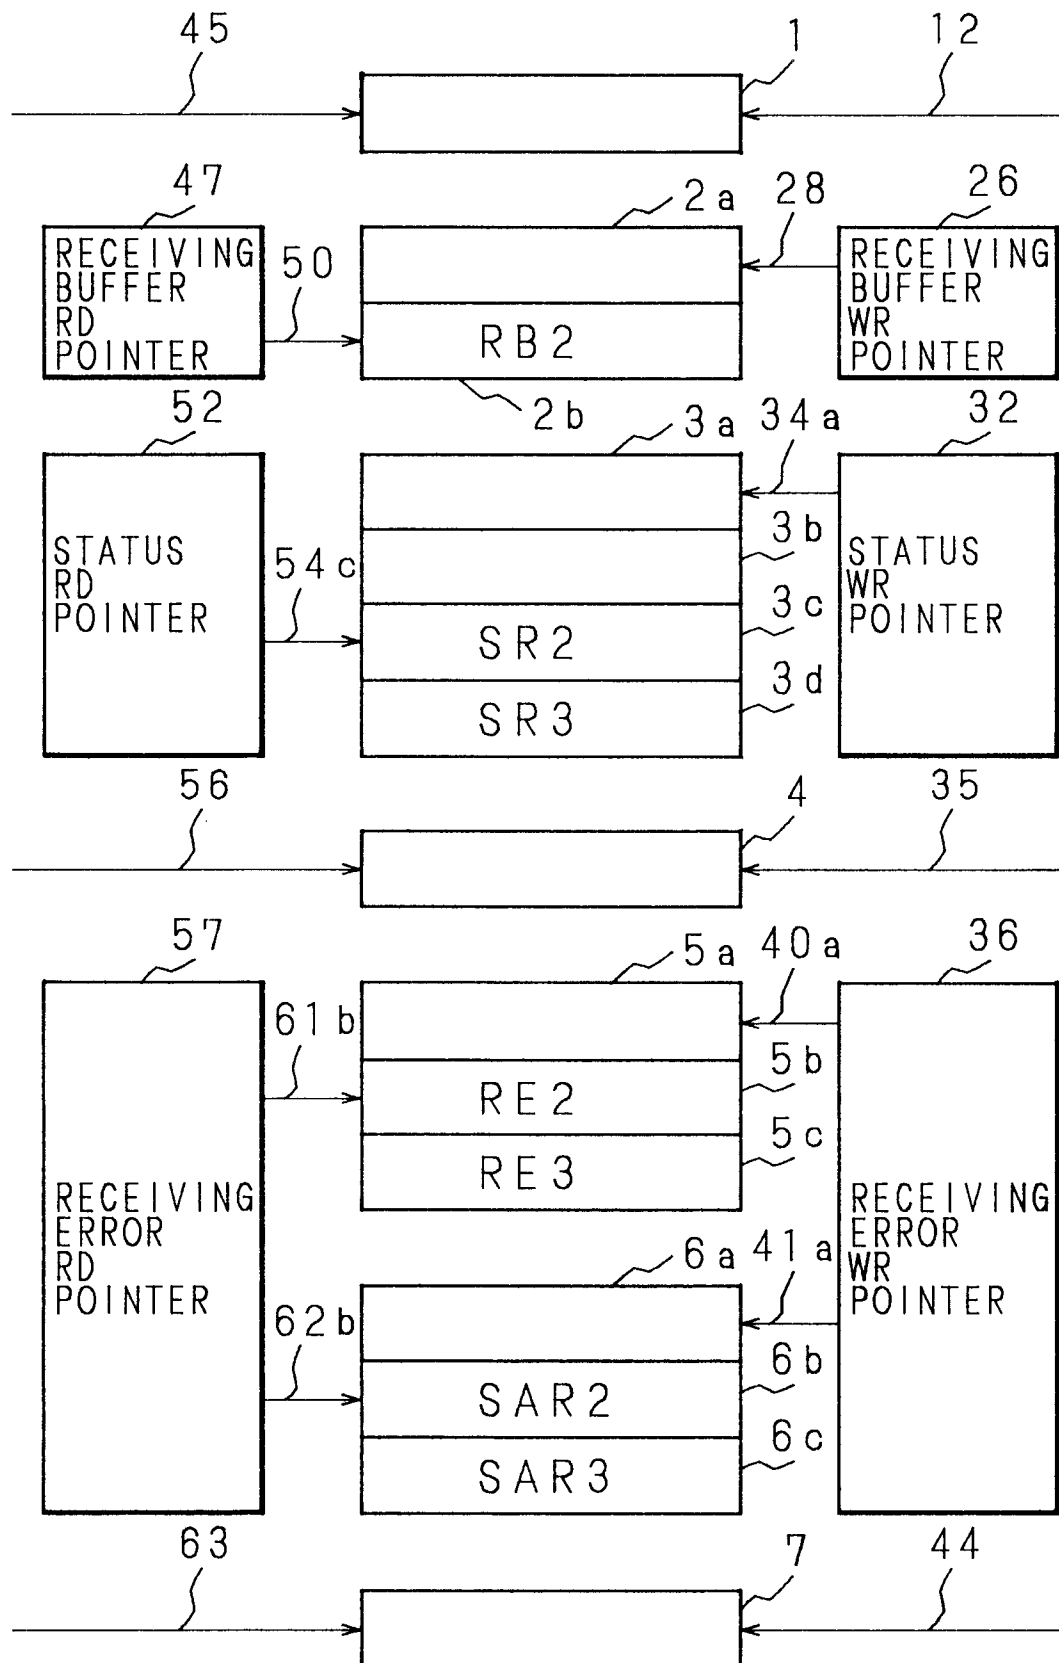 45 1 12
47 2a 28 26
RECEIVING
BUFFER
RD
POINTER
50
RECEIVING
BUFFER
WR
POINTER
RB2
52 2b 3a 34a 32
STATUS
RD
POINTER
54c
3b
STATUS
WR
POINTER
3c
SR2
3d
SR3
56 4 35
57 5a 40a 36
61b
5b
RE2
5c
RE3
RECEIVING
ERROR
RD
POINTER
RECEIVING
ERROR
WR
POINTER
6a 41a
62b
6b
SAR2
6c
SAR3
63 7 44